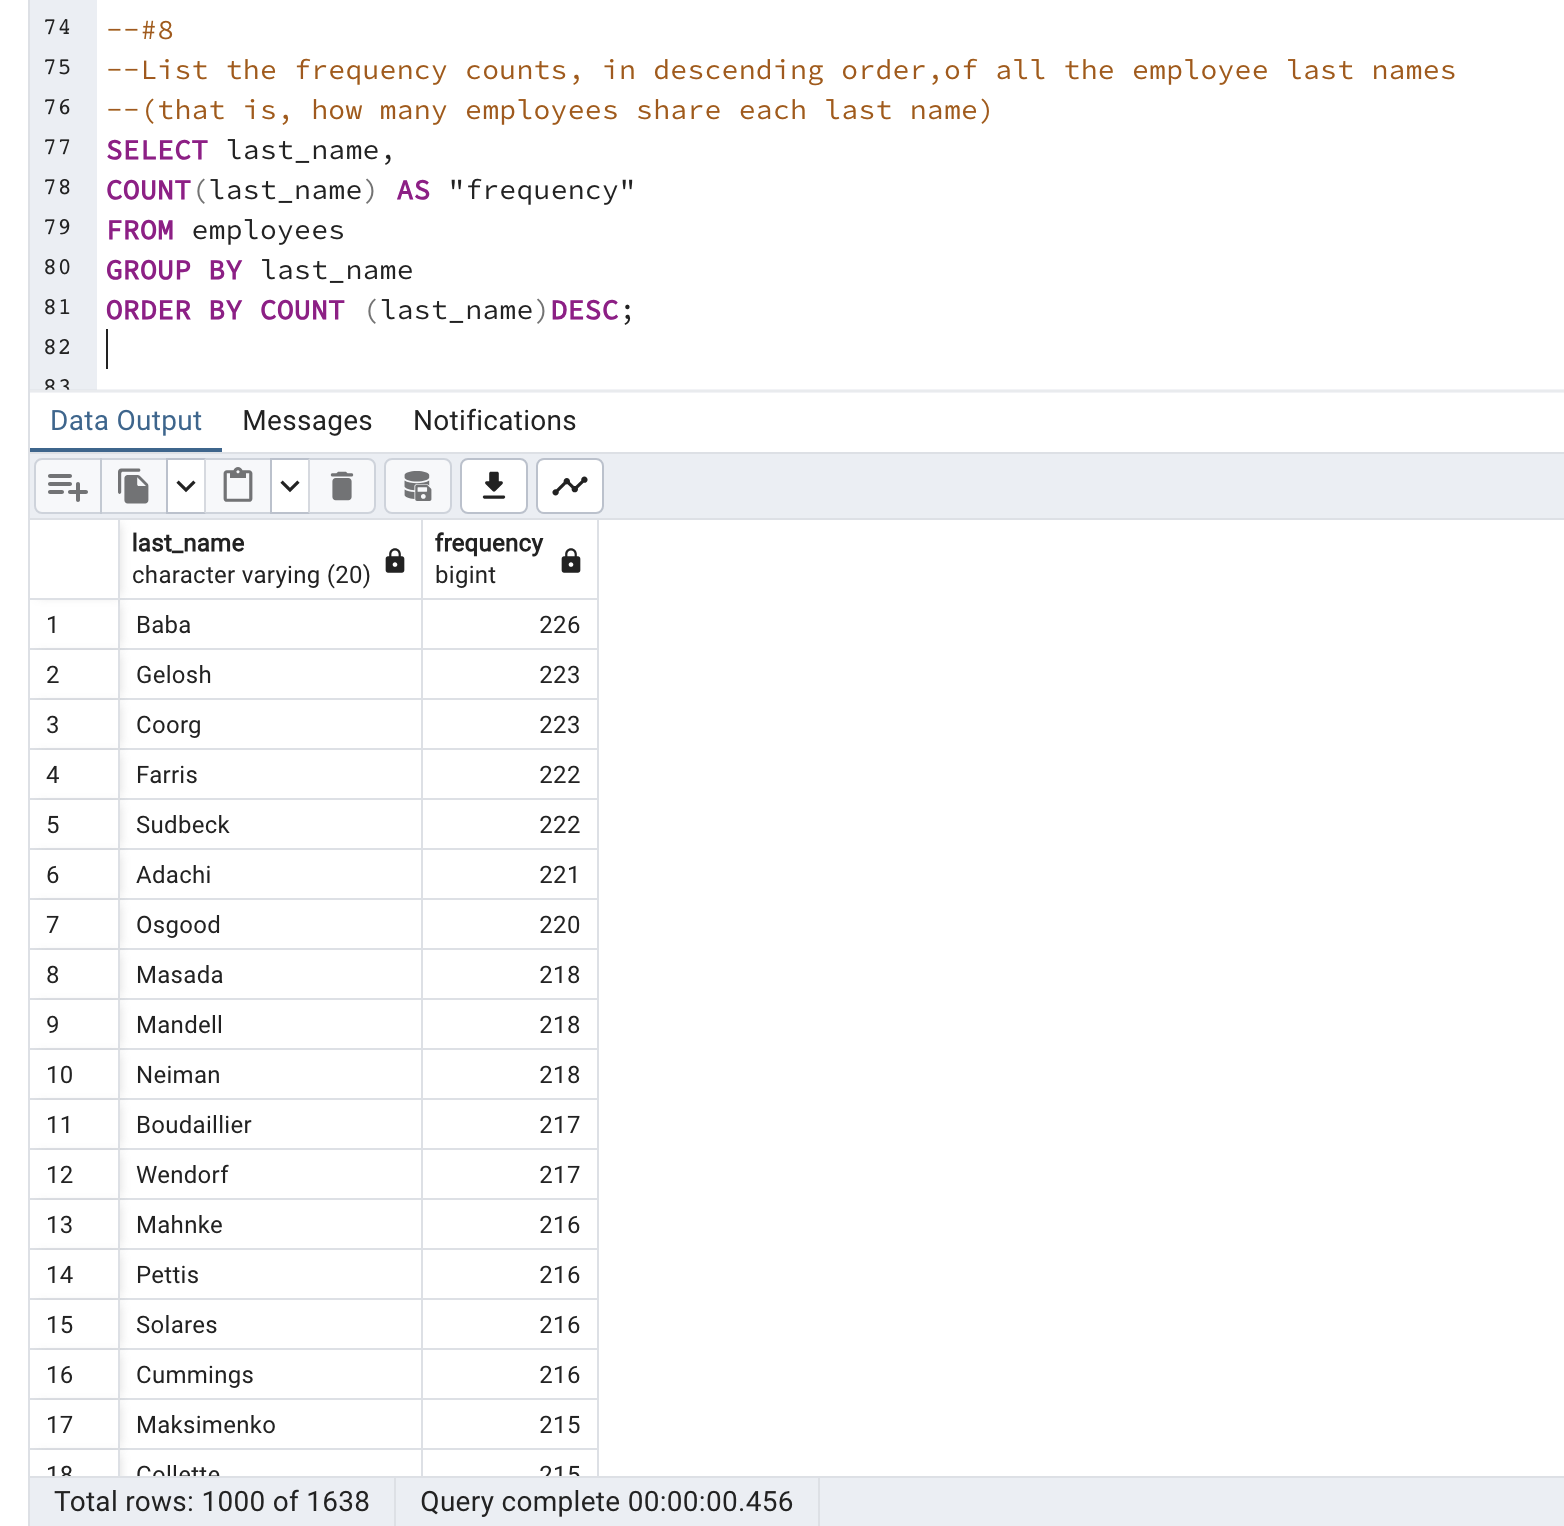 74 --#8
75 --List the frequency counts, in descending order,of all the employee last names
76 --(that is, how many employees share each last name)
77 SELECT last_name,
78 COUNT(last_name) AS "frequency"
79 FROM employees
80 GROUP BY last_name
81 ORDER BY COUNT (last_name)DESC;
82
83
Data Output Messages Notifications
last_name frequency
character varying (20) bigint
1 Baba 226
2 Gelosh 223
3 Coorg 223
4 Farris 222
5 Sudbeck 222
6 Adachi 221
7 Osgood 220
8 Masada 218
9 Mandell 218
10 Neiman 218
11 Boudaillier 217
12 Wendorf 217
13 Mahnke 216
14 Pettis 216
15 Solares 216
16 Cummings 216
17 Maksimenko 215
18 Collette 215
Total rows: 1000 of 1638 Query complete 00:00:00.456